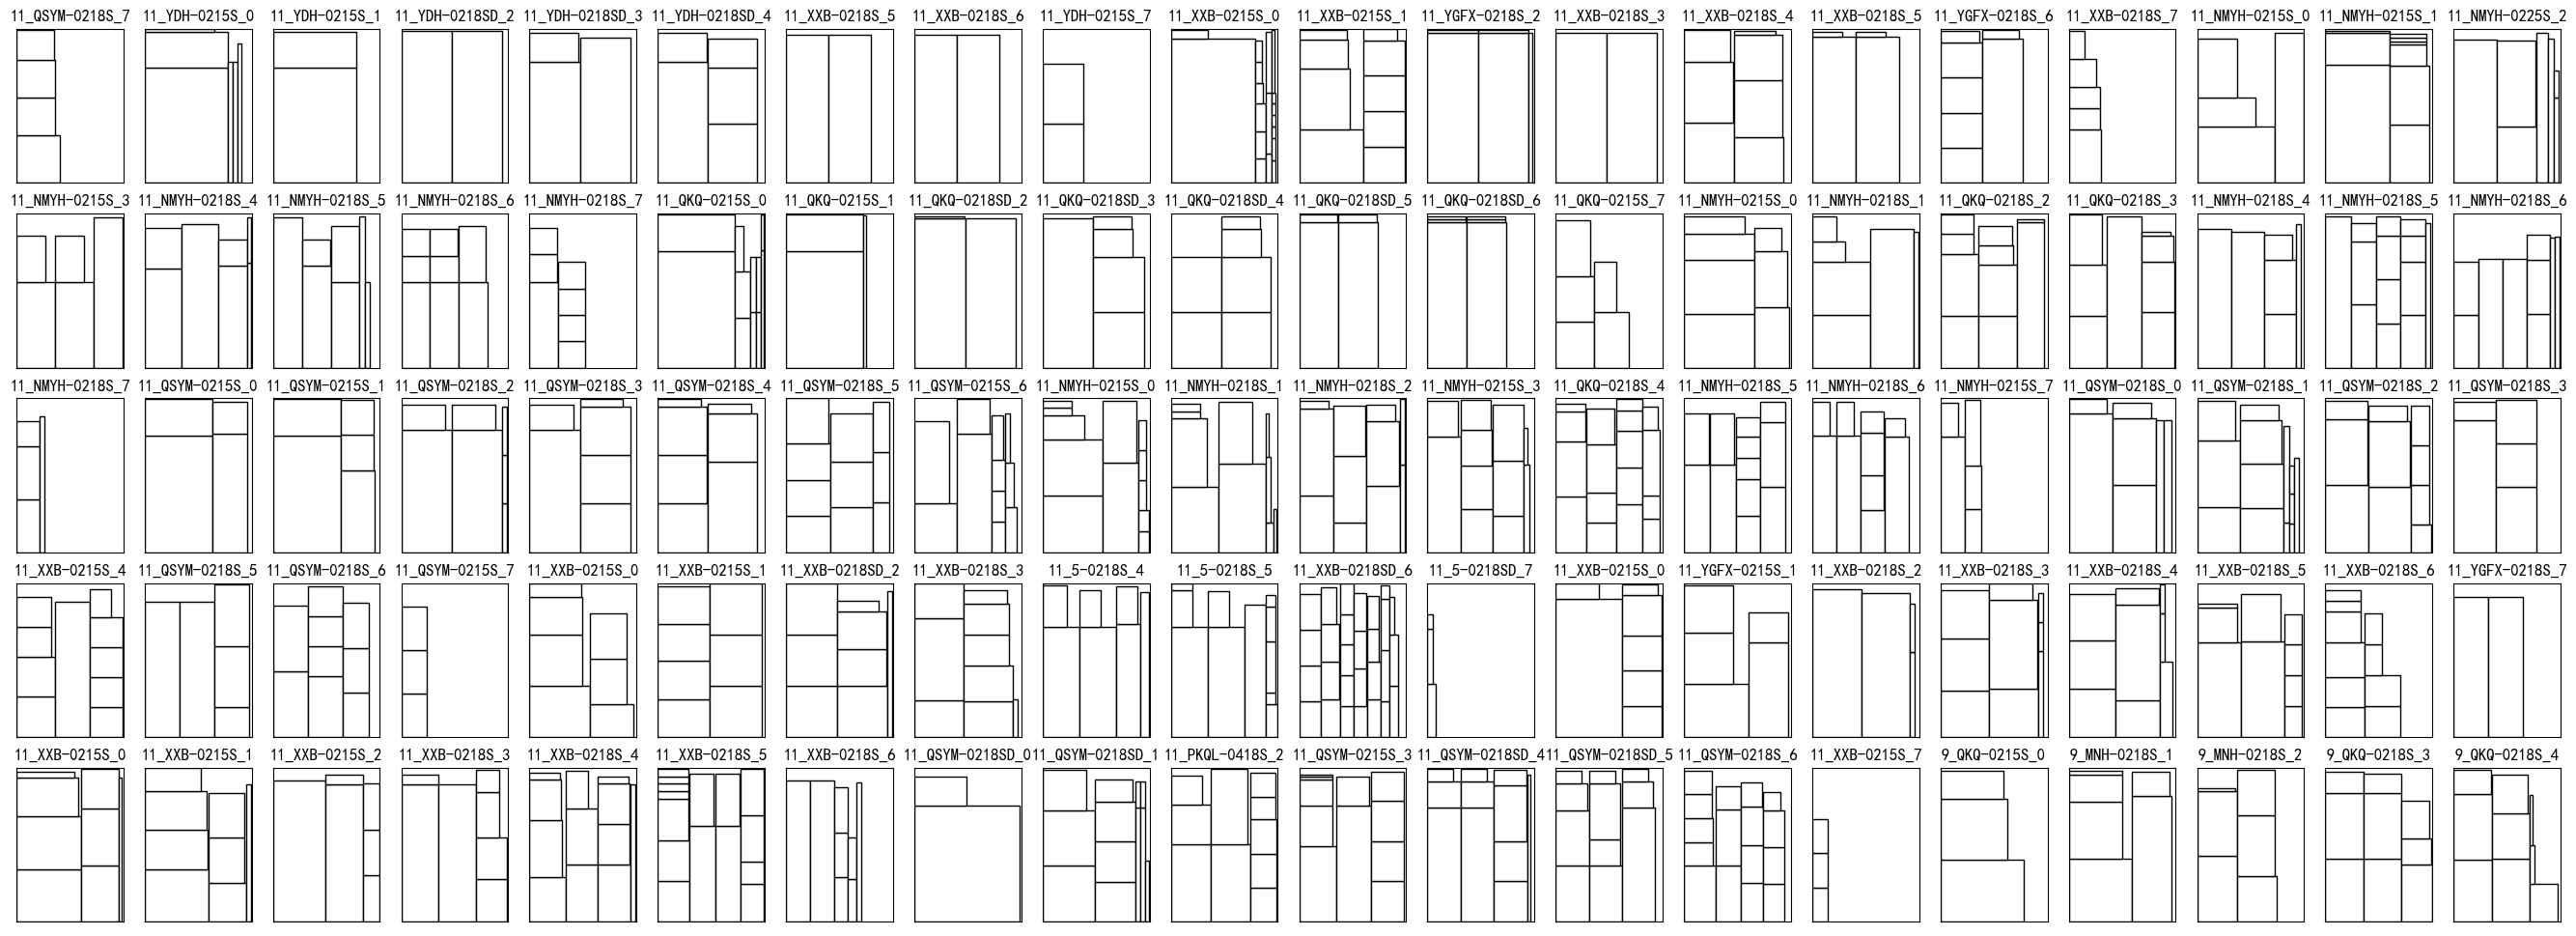 11_QSYM-0218S_7 11_YDH-0215S_0 11_YDH-0215S_1 11_YDH-0218SD_2 11_YDH-0218SD_3 11_YDH-0218SD_4 11_XXB-0218S_5 11_XXB-0218S_6 11_YDH-0215S_7 11_XXB-0215S_0 11_XXB-0215S_1 11_YGFX-0218S_2 11_XXB-0218S_3 11_XXB-0218S_4 11_XXB-0218S_5 11_YGFX-0218S_6 11_XXB-0218S_7 11_NMYH-0215S_0 11_NMYH-0215S_1 11_NMYH-0225S_2
11_NMYH-0215S_3 11_NMYH-0218S_4 11_NMYH-0218S_5 11_NMYH-0218S_6 11_NMYH-0218S_7 11_QKQ-0215S_0 11_QKQ-0215S_1 11_QKQ-0218SD_2 11_QKQ-0218SD_3 11_QKQ-0218SD_4 11_QKQ-0218SD_5 11_QKQ-0218SD_6 11_QKQ-0215S_7 11_NMYH-0215S_0 11_NMYH-0218S_1 11_QKQ-0218S_2 11_QKQ-0218S_3 11_NMYH-0218S_4 11_NMYH-0218S_5 11_NMYH-0218S_6
11_NMYH-0218S_7 11_QSYM-0215S_0 11_QSYM-0215S_1 11_QSYM-0218S_2 11_QSYM-0218S_3 11_QSYM-0218S_4 11_QSYM-0218S_5 11_QSYM-0215S_6 11_NMYH-0215S_0 11_NMYH-0218S_1 11_NMYH-0218S_2 11_NMYH-0215S_3 11_QKQ-0218S_4 11_NMYH-0218S_5 11_NMYH-0218S_6 11_NMYH-0215S_7 11_QSYM-0218S_0 11_QSYM-0218S_1 11_QSYM-0218S_2 11_QSYM-0218S_3
11_XXB-0215S_4 11_QSYM-0218S_5 11_QSYM-0218S_6 11_QSYM-0215S_7 11_XXB-0215S_0 11_XXB-0215S_1 11_XXB-0218SD_2 11_XXB-0218S_3 11_5-0218S_4 11_5-0218S_5 11_XXB-0218SD_6 11_5-0218SD_7 11_XXB-0215S_0 11_YGFX-0215S_1 11_XXB-0218S_2 11_XXB-0218S_3 11_XXB-0218S_4 11_XXB-0218S_5 11_XXB-0218S_6 11_YGFX-0218S_7
11_XXB-0215S_0 11_XXB-0215S_1 11_XXB-0215S_2 11_XXB-0218S_3 11_XXB-0218S_4 11_XXB-0218S_5 11_XXB-0218S_6 11_QSYM-0218SD_0 11_QSYM-0218SD_1 11_PKQL-0418S_2 11_QSYM-0215S_3 11_QSYM-0218SD_4 11_QSYM-0218SD_5 11_QSYM-0218S_6 11_XXB-0215S_7 9_QKQ-0215S_0 9_MNH-0218S_1 9_MNH-0218S_2 9_QKQ-0218S_3 9_QKQ-0218S_4